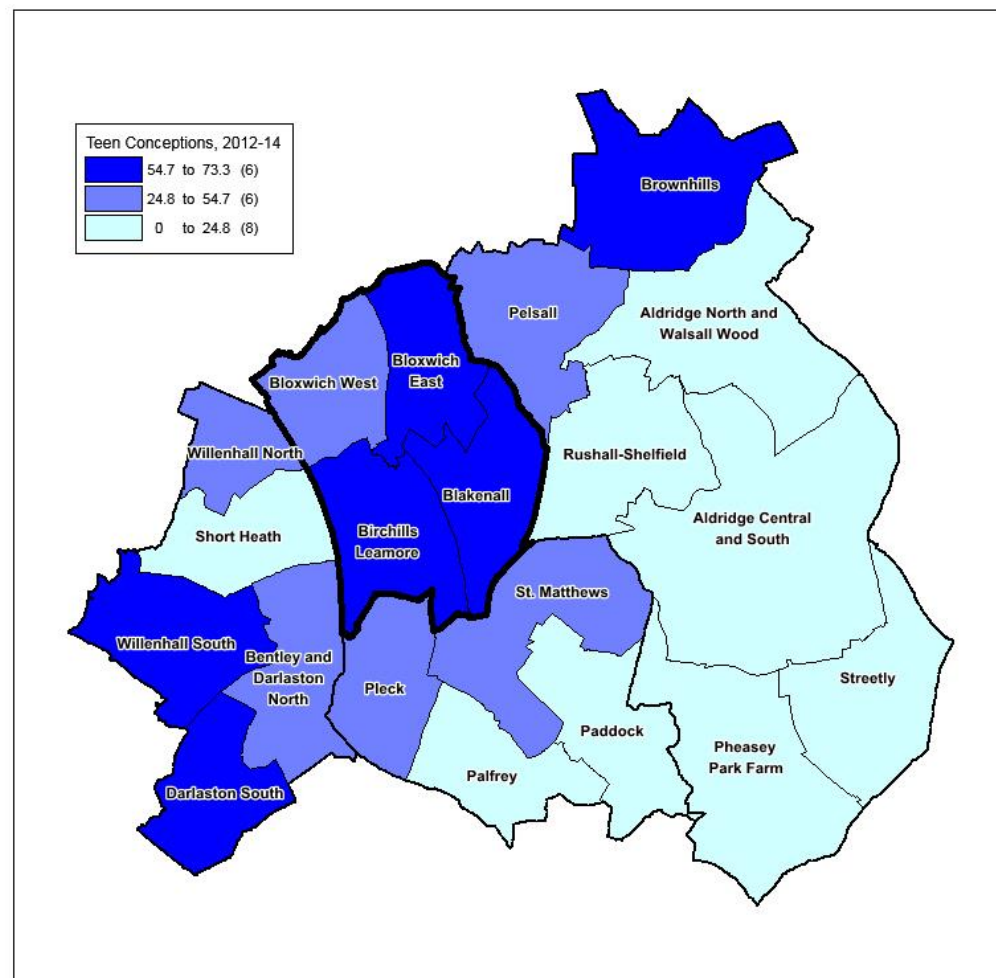 Teen Conceptions, 2012-14
54.7 to 73.3 (6)
24.8 to 54.7 (6)
0 to 24.8 (8)
Brownhills
Pelsall
Aldridge North and
Walsall Wood
Bloxwich
East
Bloxwich West
Willenhall North
Rushall-Shelfield
Blakenall
Aldridge Central
and South
Short Heath
Birchills
Leamore
St. Matthews
Willenhall South
Bentley and
Darlaston
North
Pleck
Streetly
Paddock
Pheasey
Park Farm
Palfrey
Darlaston South